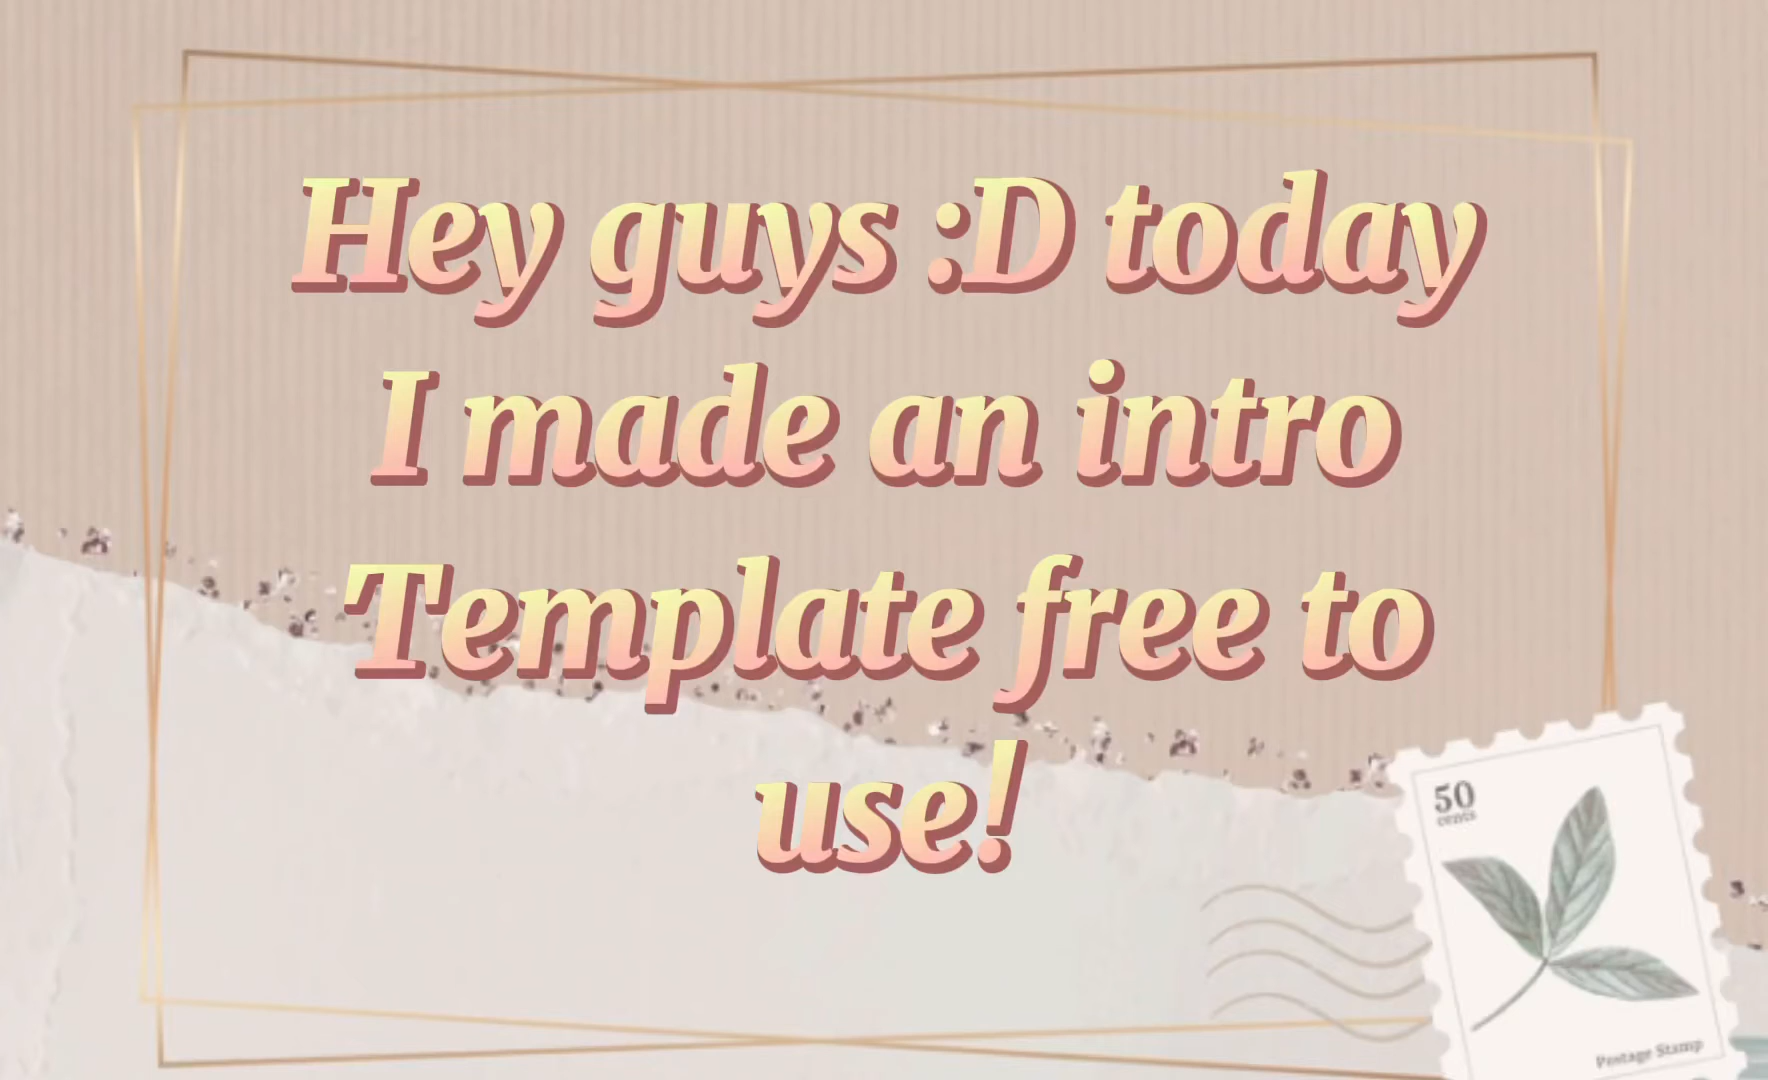 Hey guys :D today
I made an intro
Template free to
use!
50
cents
Postage Stamp